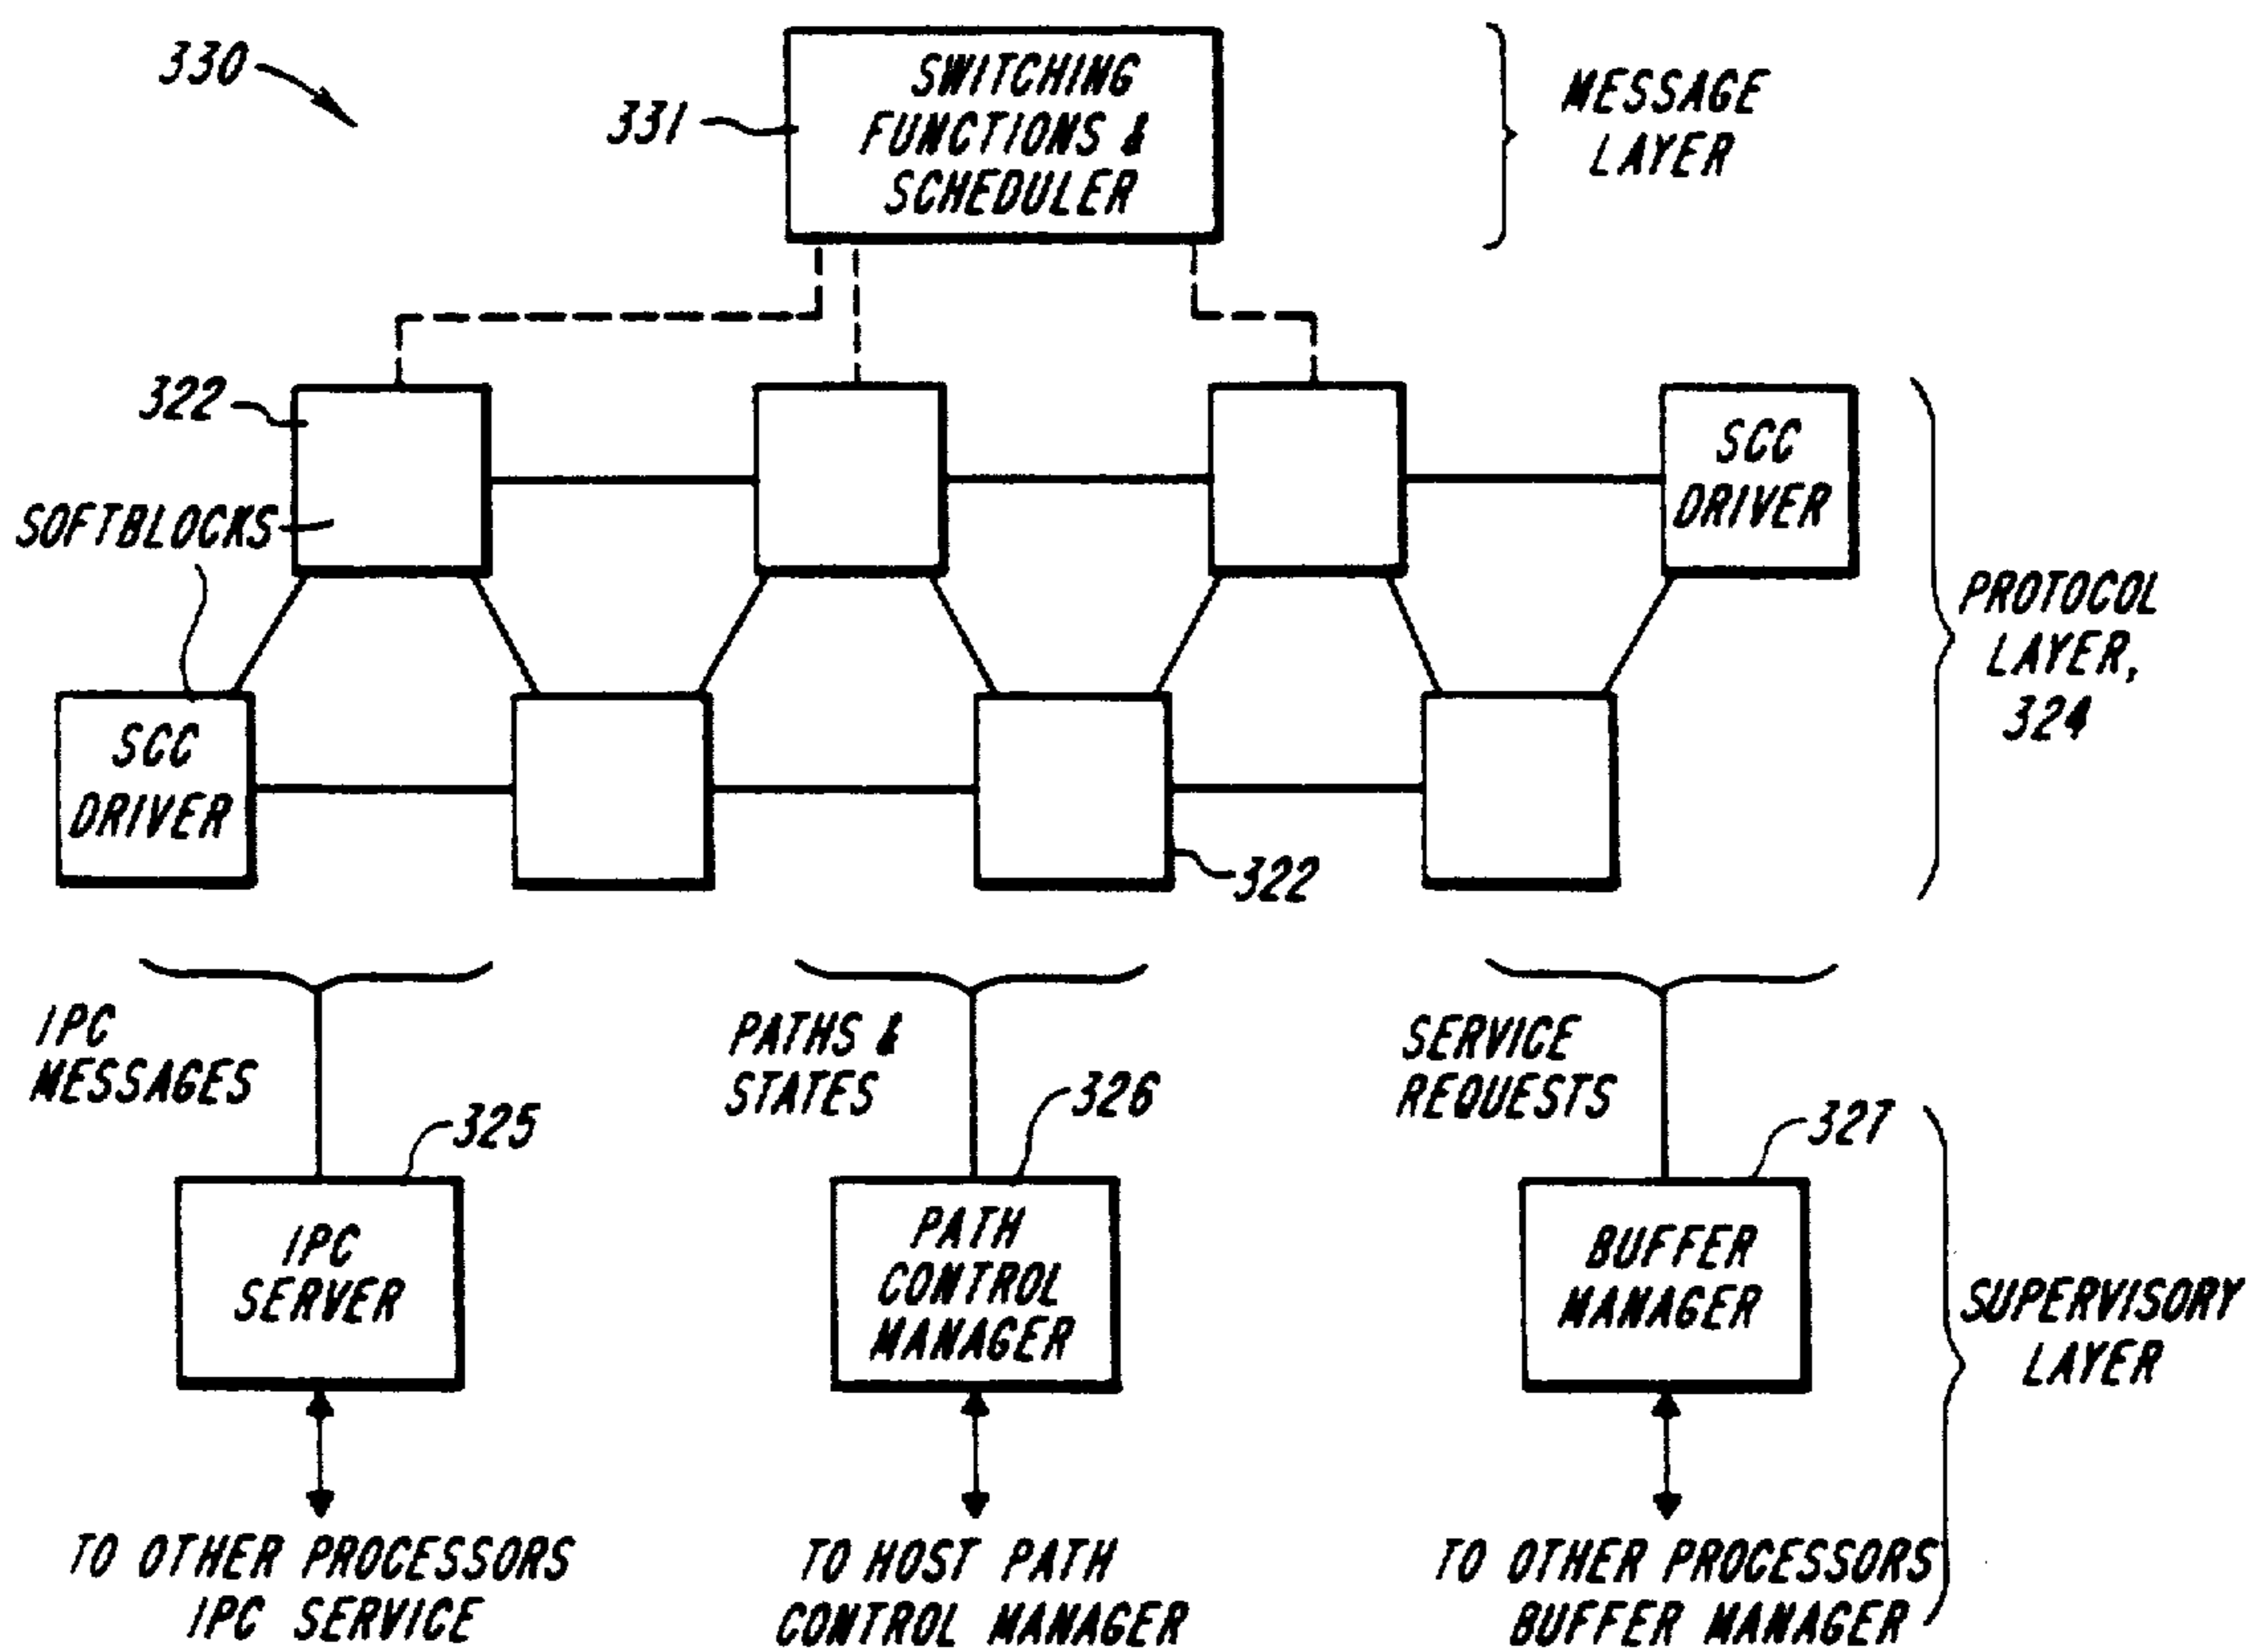 330
331
SWITCHING
FUNCTIONS &
SCHEDULER
MESSAGE
LAYER
322
SOFTBLOCKS
SCC
DRIVER
PROTOCOL
LAYER,
324
SCC
DRIVER
322
IPC
MESSAGES
325
IPC
SERVER
TO OTHER PROCESSORS
IPC SERVICE
PATHS &
STATES
326
PATH
CONTROL
MANAGER
TO HOST PATH
CONTROL MANAGER
SERVICE
REQUESTS
327
BUFFER
MANAGER
TO OTHER PROCESSORS
BUFFER MANAGER
SUPERVISORY
LAYER